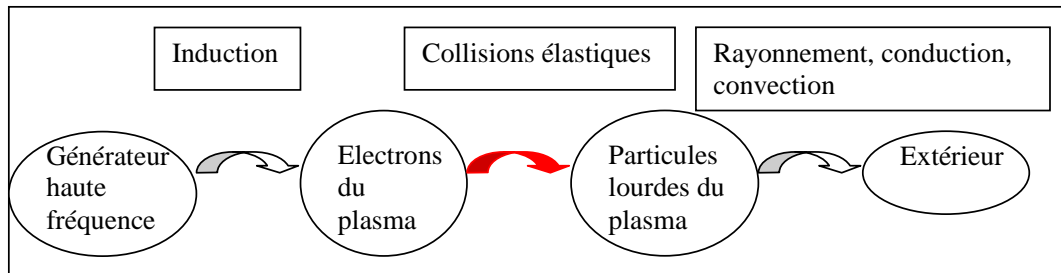 Induction
Collisions élastiques
Rayonnement, conduction,
convection
Générateur
haute
fréquence
Electrons
du
plasma
Particules
lourdes du
plasma
Extérieur